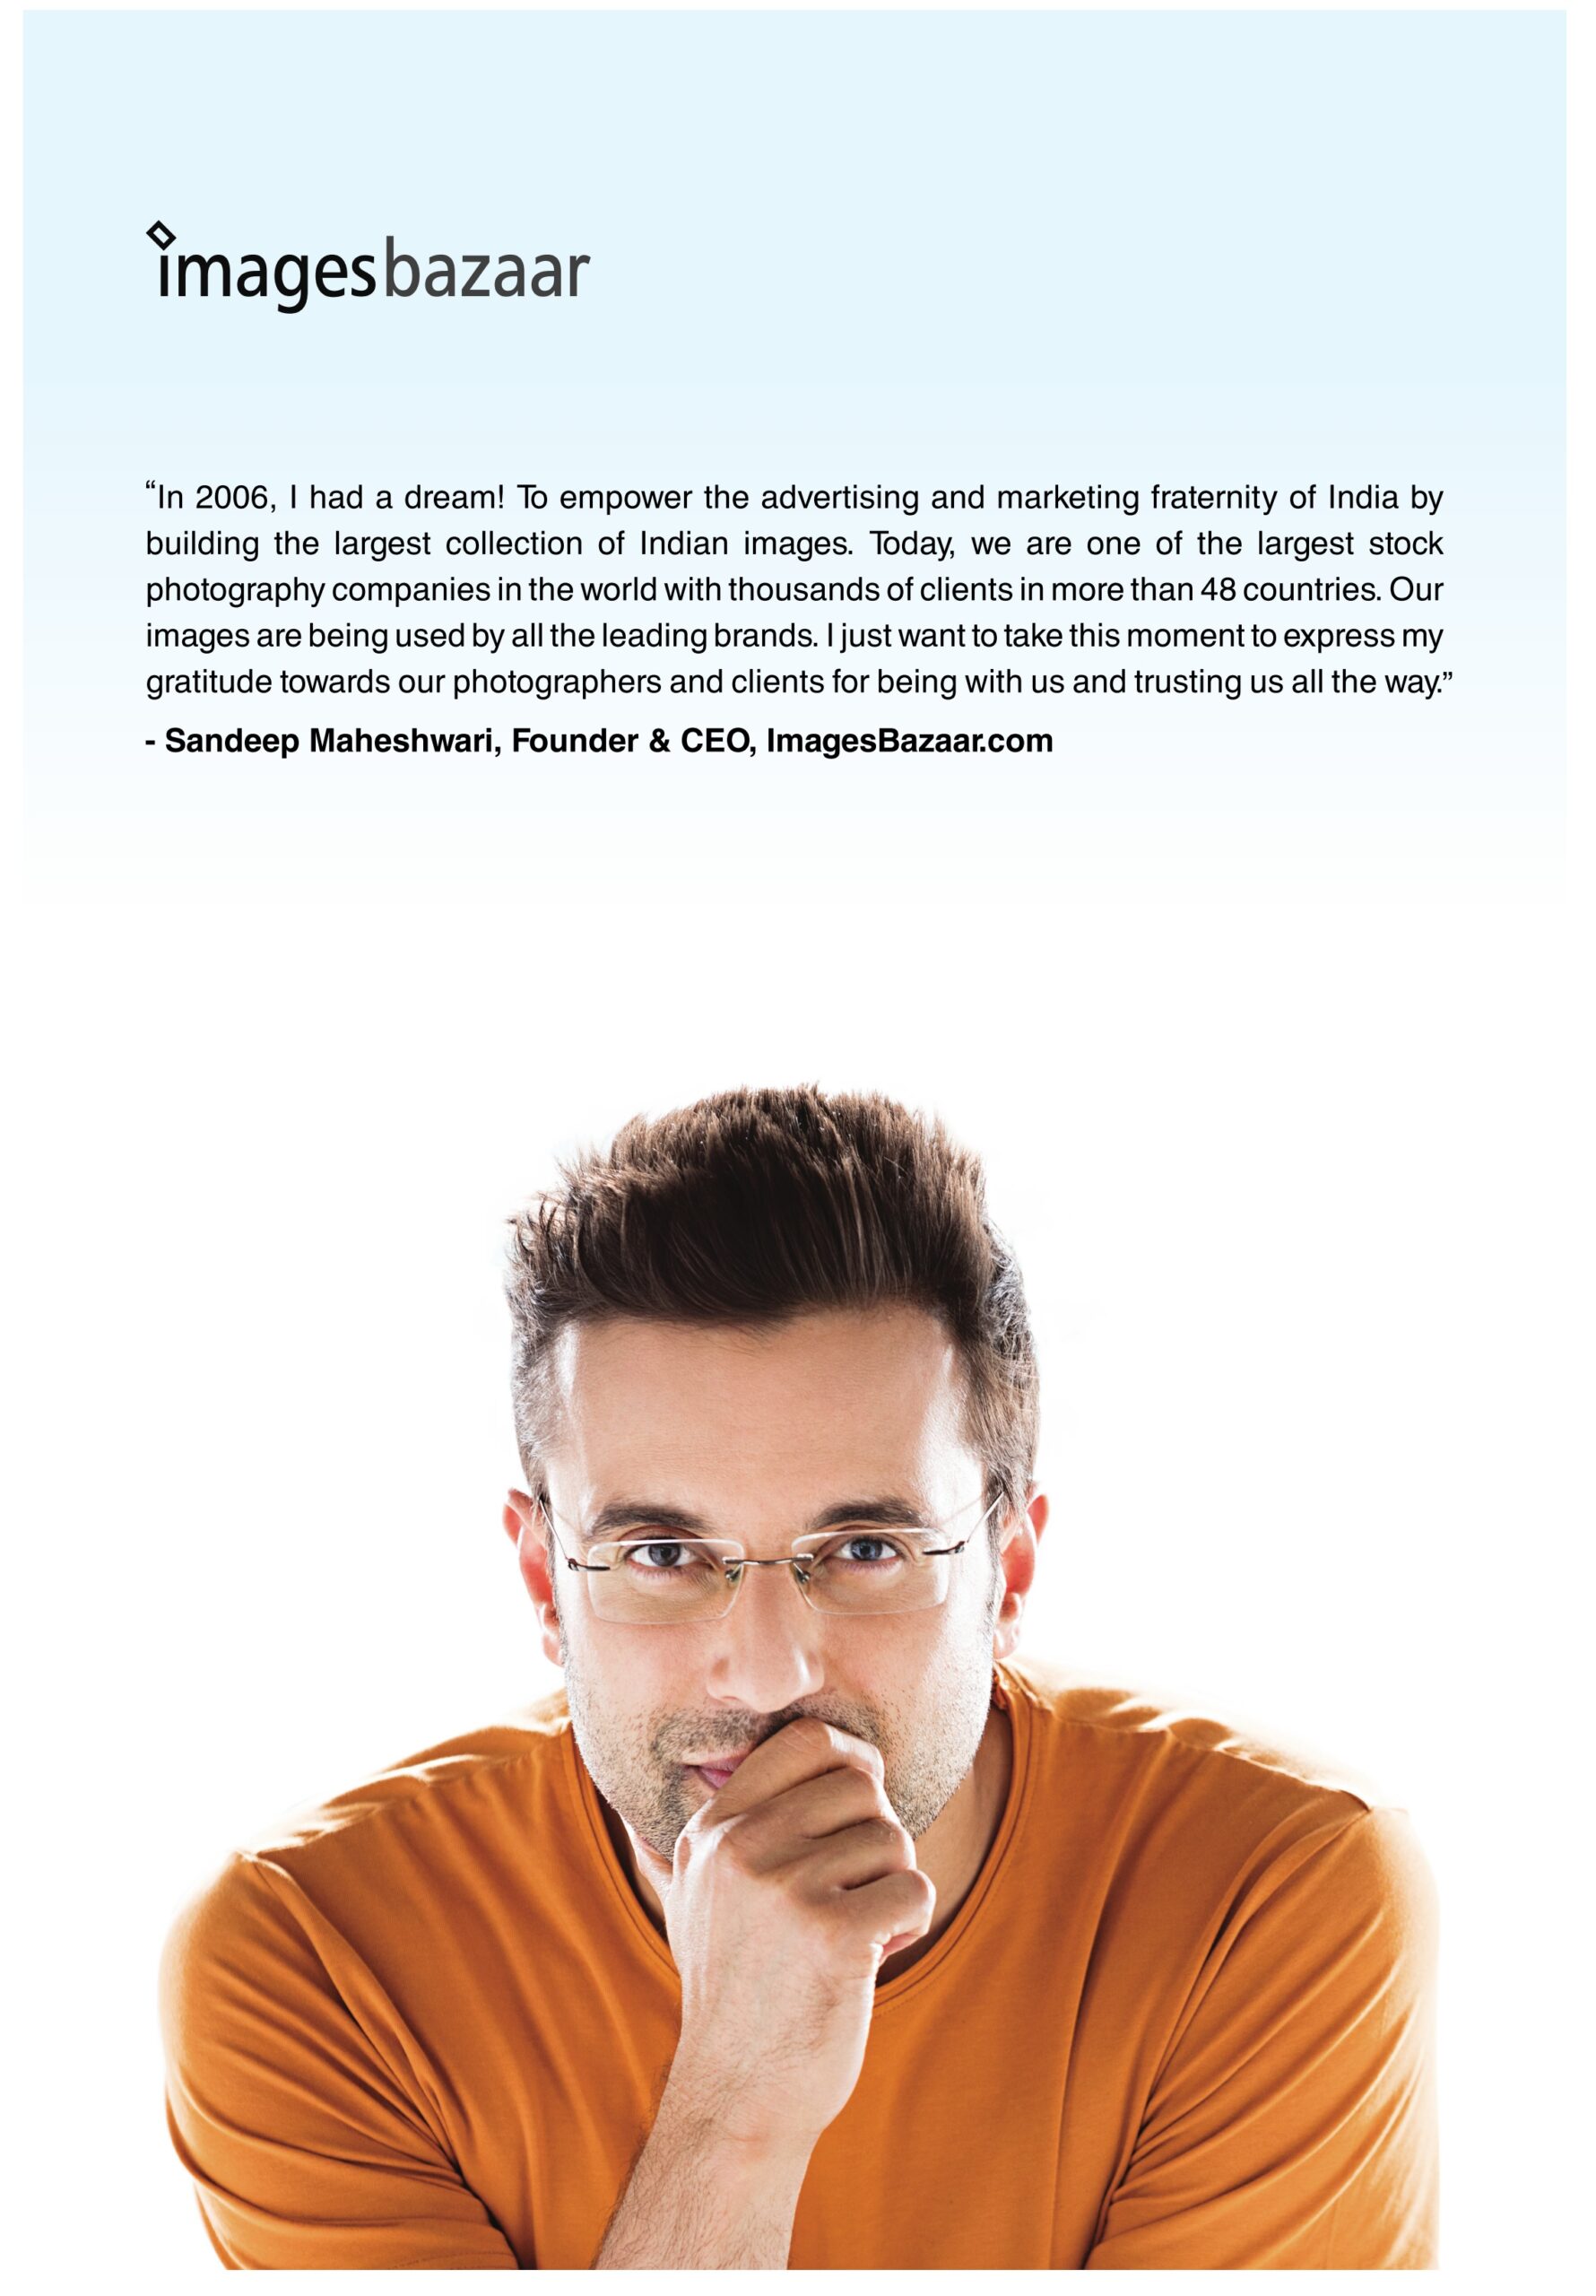 imagesbazaar
“In 2006, I had a dream! To empower the advertising and marketing fraternity of India by
building the largest collection of Indian images. Today, we are one of the largest stock
photography companies in the world with thousands of clients in more than 48 countries. Our
images are being used by all the leading brands. I just want to take this moment to express my
gratitude towards our photographers and clients for being with us and trusting us all the way.”
- Sandeep Maheshwari, Founder & CEO, ImagesBazaar.com